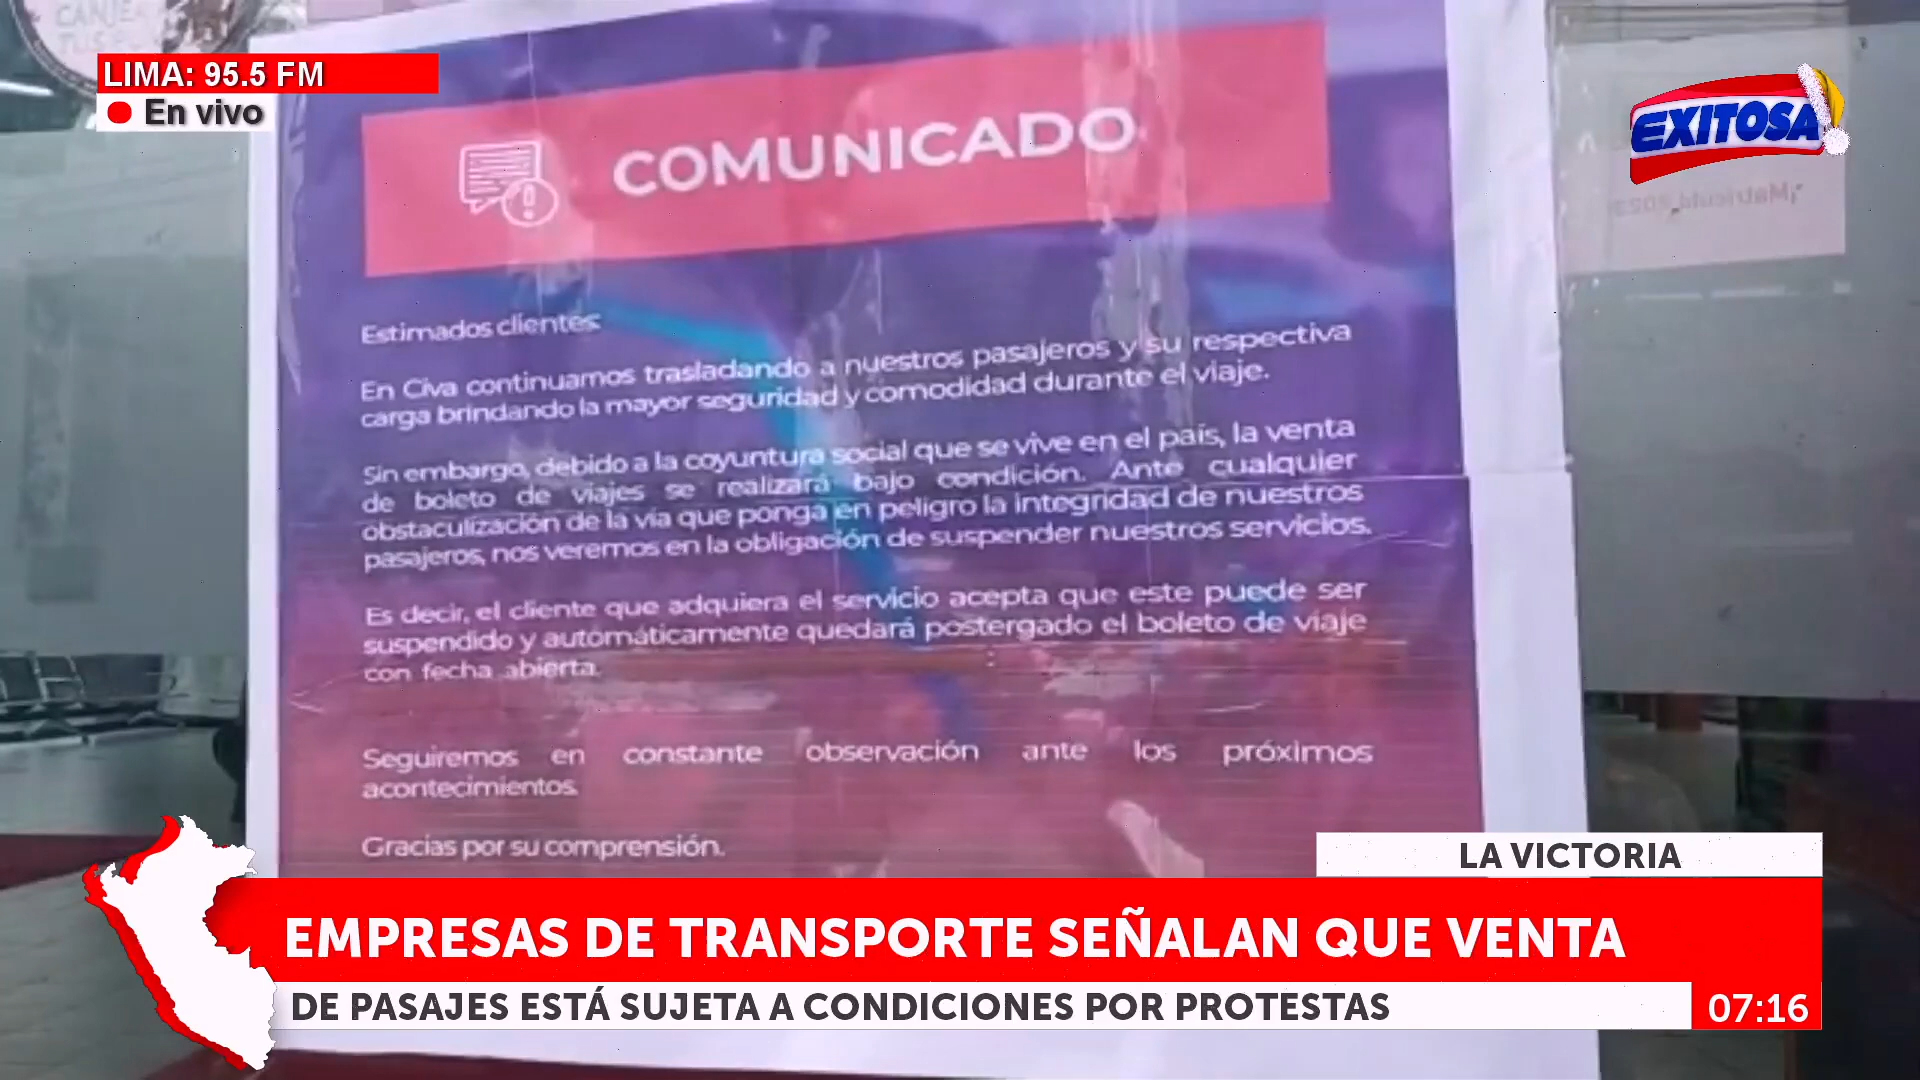 CANJEA
TUS
LIMA: 95.5 FM
En vivo
EXITOSA
COMUNICADO
Estimados clientes:
En Civa continuamos trasladando a nuestros pasajeros y su respectiva
carga brindando la mayor seguridad y comodidad durante el viaje.
Sin embargo, debido a la coyuntura social que se vive en el país, la venta
de boleto de viajes se realizará bajo condición. Ante cualquier
obstaculización de la vía que ponga en peligro la integridad de nuestros
pasajeros, nos veremos en la obligación de suspender nuestros servicios.
Es decir, el cliente que adquiera el servicio acepta que este puede ser
suspendido y automáticamente quedará postergado el boleto de viaje
con fecha abierta.
Seguiremos en constante observación ante los próximos
acontecimientos.
Gracias por su comprensión.
LA VICTORIA
EMPRESAS DE TRANSPORTE SEÑALAN QUE VENTA
DE PASAJES ESTÁ SUJETA A CONDICIONES POR PROTESTAS
07:16